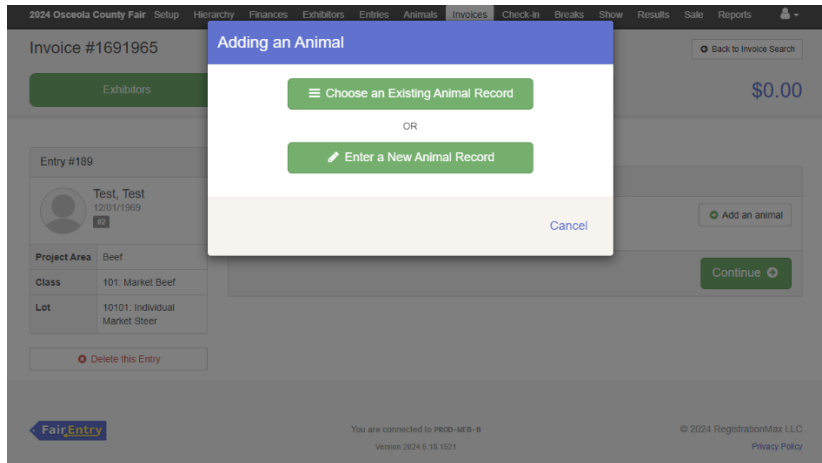 2024 Osceola County Fair Setup Hierarchy Finances Exhibitors Entries Animals Invoices Check-In Breaks Show Results Sale Reports
Invoice #1691965
Adding an Animal
Back to Invoice Search
Exhibitors
Choose an Existing Animal Record
$0.00
OR
Enter a New Animal Record
Entry #189
Test, Test
12/01/1969
#2
Add an animal
Cancel
Project Area Beef
Class 101: Market Beef
Continue
Lot 10101: Individual
Market Steer
Delete this Entry
FairEntry
You are connected to PROD-WEB-B
© 2024 RegistrationMax LLC
Version 2024.6.18.1521
Privacy Policy